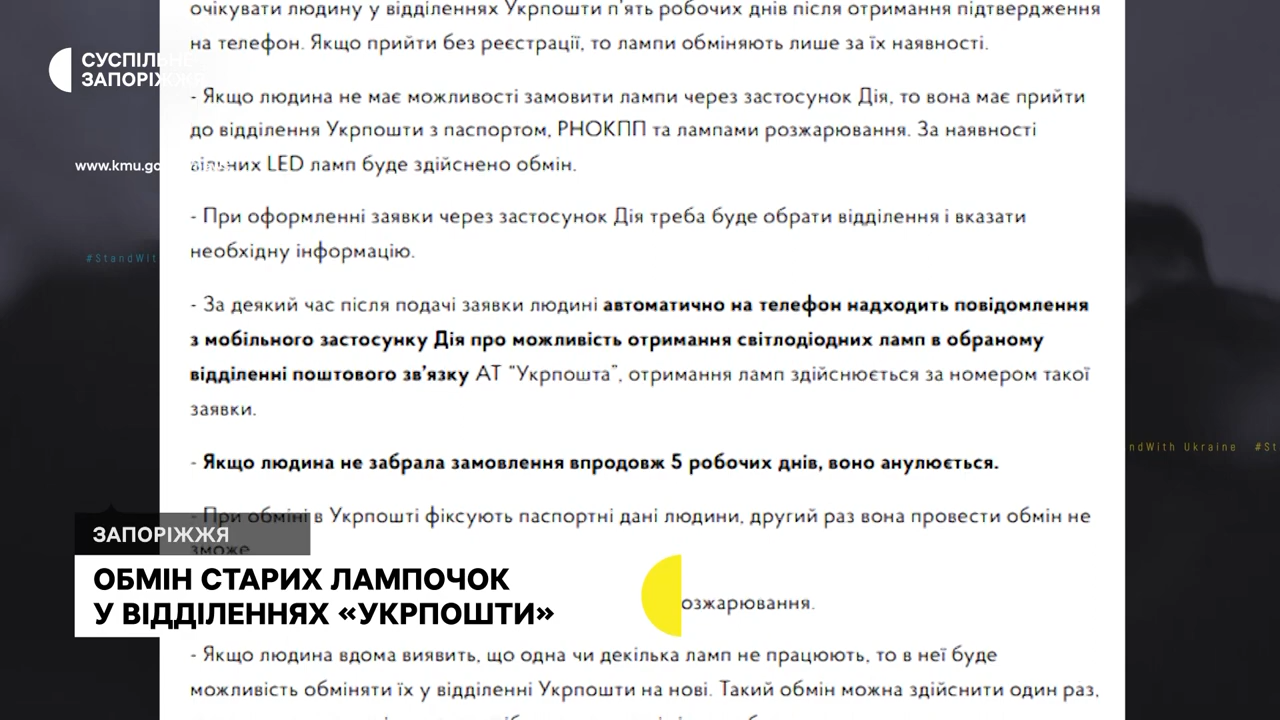 очікувати людину у відділеннях Укрпошти п'ять робочих днів після отримання підтвердження
на телефон. Якщо прийти без реєстрації, то лампи обміняють лише за їх наявності.
СУСПІЛЬНЕ
ЗАПОРІЖЖЯ
- Якщо людина не має можливості замовити лампи через застосунок Дія, то вона має прийти
до відділення Укрпошти з паспортом, РНОКПП та лампами розжарювання. За наявності
вільних LED ламп буде здійснено обмін.
www.kmu.go
- При оформленні заявки через застосунок Дія треба буде обрати відділення і вказати
необхідну інформацію.
#StandWit
- За деякий час після подачі заявки людині автоматично на телефон надходить повідомлення
з мобільного застосунку Дія про можливість отримання світлодіодних ламп в обраному
відділенні поштового зв’язку АТ “Укрпошта”, отримання ламп здійснюється за номером такої
заявки.
ndWith Ukraine #St
- Якщо людина не забрала замовлення впродовж 5 робочих днів, воно анулюється.
- При обміні в Укрпошті фіксують паспортні дані людини, другий раз вона провести обмін не
зможе
ЗАПОРІЖЖЯ
ОБМІН СТАРИХ ЛАМПОЧОК
У ВІДДІЛЕННЯХ «УКРПОШТИ»
озжарювання.
- Якщо людина вдома виявить, що одна чи декілька ламп не працюють, то в неї буде
можливість обміняти їх у відділенні Укрпошти на нові. Такий обмін можна здійснити один раз,